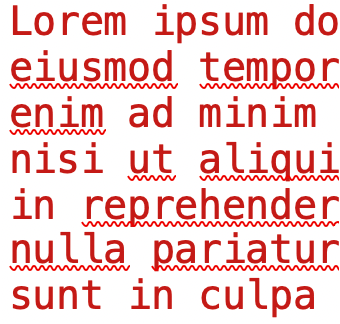 Lorem ipsum do
eiusmod tempor
enim ad minim
nisi ut aliqui
in reprehender
nulla pariatur
sunt in culpa